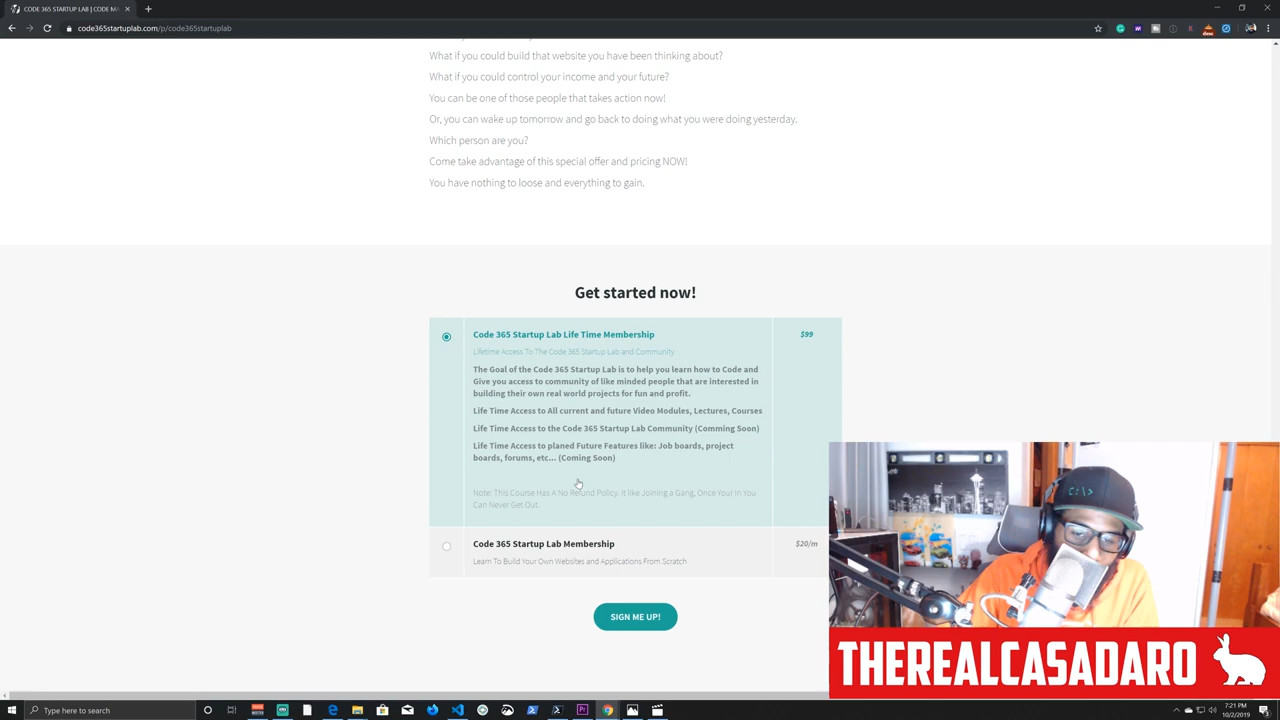 CODE 365 STARTUP LAB | CODE M
code365startuplab.com/p/code365startuplab
What if you could build that website you have been thinking about?
What if you could control your income and your future?
You can be one of those people that takes action now!
Or, you can wake up tomorrow and go back to doing what you were doing yesterday.
Which person are you?
Come take advantage of this special offer and pricing NOW!
You have nothing to loose and everything to gain.
Get started now!
Code 365 Startup Lab Life Time Membership
$99
Lifetime Access To The Code 365 Startup Lab and Community.
The Goal of the Code 365 Startup Lab is to help you learn how to Code and
Give you access to community of like minded people that are interested in
building their own real world projects for fun and profit.
Life Time Access to All current and future Video Modules, Lectures, Courses
Life Time Access to the Code 365 Startup Lab Community (Comming Soon)
Life Time Access to planed Future Features like: Job boards, project
boards, forums, etc... (Coming Soon)
Note: This Course Has A No Refund Policy. It like Joining a Gang, Once Your In You
Can Never Get Out.
Code 365 Startup Lab Membership
$20/m
Learn To Build Your Own Websites and Applications From Scratch
SIGN ME UP!
C:\>
THEREALCASADARO
Type here to search
7:21 PM
10/2/2019